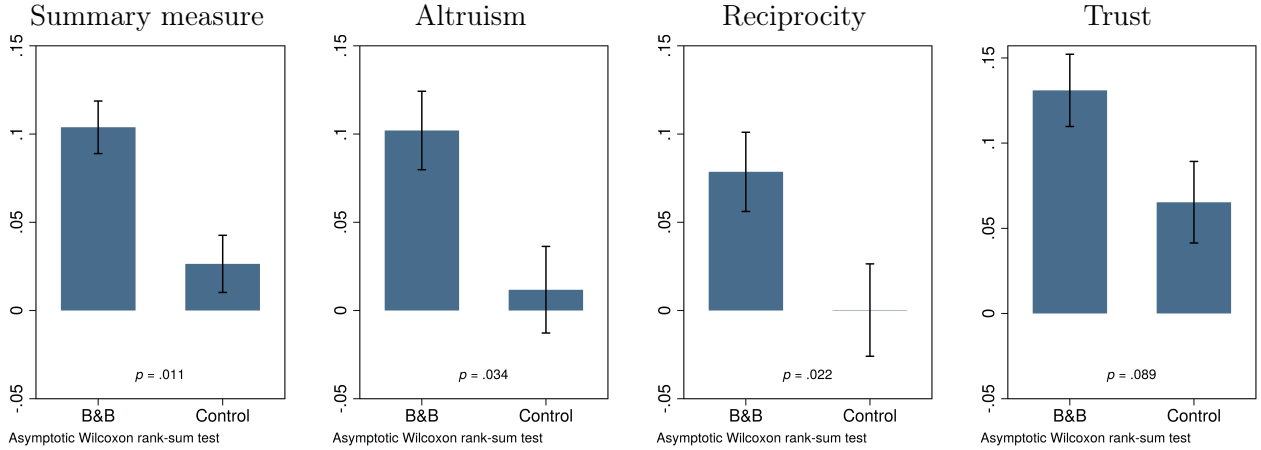 Summary measure
.15
.1
.05
0
-.05
p = .011
B&B Control
Asymptotic Wilcoxon rank-sum test
Altruism
.15
.1
.05
0
-.05
p = .034
B&B Control
Asymptotic Wilcoxon rank-sum test
Reciprocity
.15
.1
.05
0
-.05
p = .022
B&B Control
Asymptotic Wilcoxon rank-sum test
Trust
.15
.1
.05
0
-.05
p = .089
B&B Control
Asymptotic Wilcoxon rank-sum test